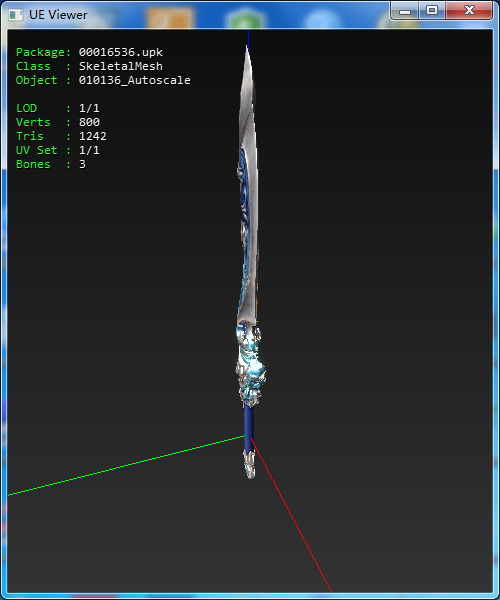 UE Viewer
Package: 00016536.upk
Class : SkeletalMesh
Object : 010136_Autoscale
LOD : 1/1
Verts : 800
Tris : 1242
UV Set : 1/1
Bones : 3